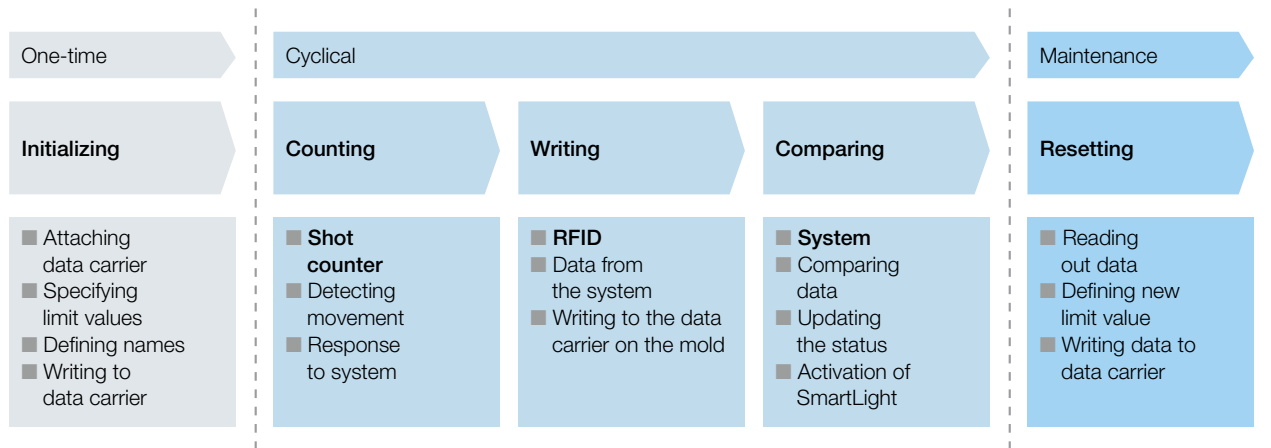 One-time
Cyclical
Maintenance
Initializing
Counting
Writing
Comparing
Resetting
Attaching
data carrier
Specifying
limit values
Defining names
Writing to
data carrier
Shot
counter
Detecting
movement
Response
to system
RFID
Data from
the system
Writing to the data
carrier on the mold
System
Comparing
data
Updating
the status
Activation of
SmartLight
Reading
out data
Defining new
limit value
Writing data to
data carrier